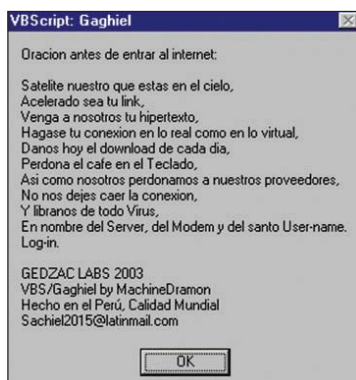 VBScript: Gaghiel
Oracion antes de entrar al internet:
Satelite nuestro que estas en el cielo,
Acelerado sea tu link,
Venga a nosotros tu hipertexto,
Hagase tu conexion en lo real como en lo virtual,
Danos hoy el download de cada dia,
Perdona el cafe en el Teclado,
Asi como nosotros perdonamos a nuestros proveedores,
No nos dejes caer la conexion,
Y libranos de todo Virus,
En nombre del Server, del Modem y del santo User-name.
Log-in.
GEDZAC LABS 2003
VBS/Gaghiel by MachineDramon
Hecho en el Perú, Calidad Mundial
Sachiel2015@latinmail.com
OK